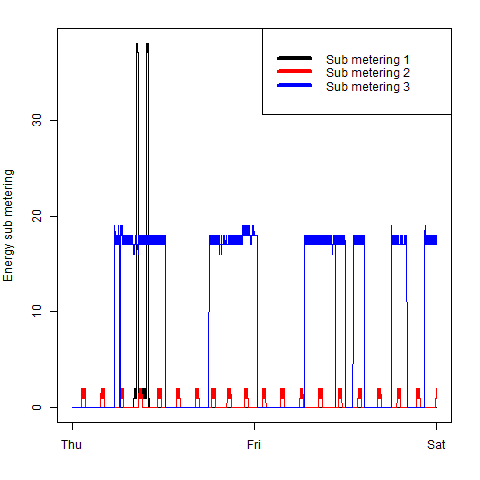 Sub metering 1
Sub metering 2
Sub metering 3
Energy sub metering
30
20
10
0
Thu Fri Sat